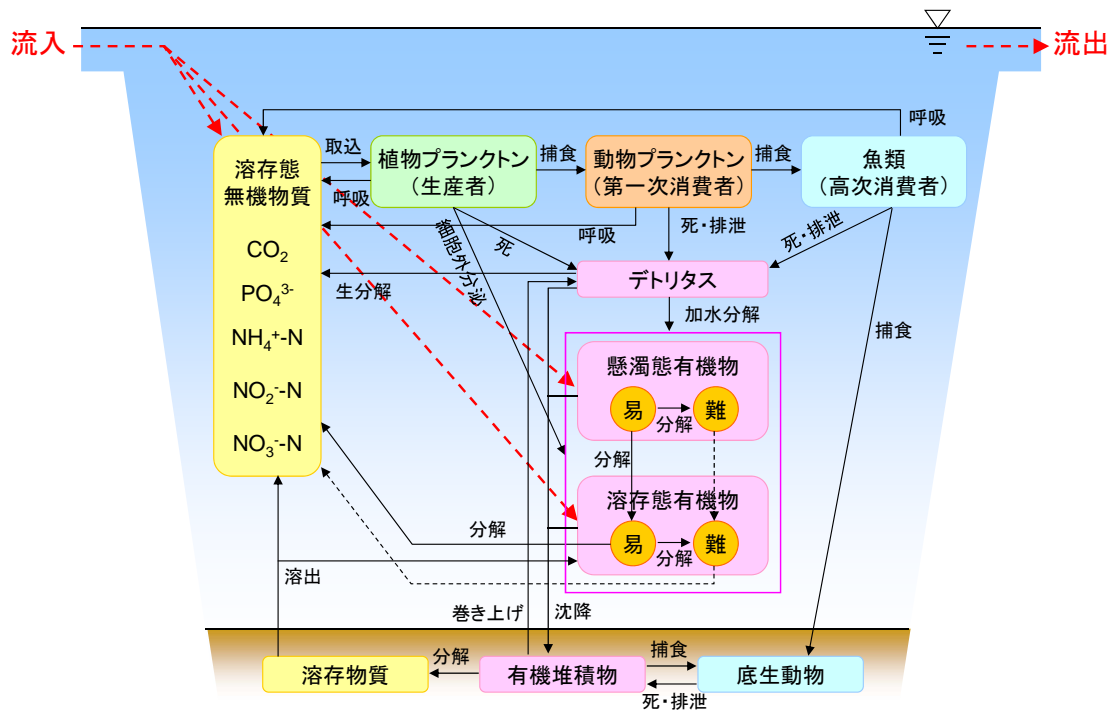 流入
流出
呼吸
溶存態
無機物質
CO₂
PO₄³⁻
NH₄⁺-N
NO₂⁻-N
NO₃⁻-N
取込
呼吸
植物プランクトン
(生産者)
捕食
動物プランクトン
(第一次消費者)
捕食
魚類
(高次消費者)
呼吸
細胞外分泌
死
死・排泄
死・排泄
デトリタス
生分解
加水分解
捕食
懸濁態有機物
易
分解
難
分解
溶存態有機物
易
分解
難
分解
溶出
巻き上げ
沈降
溶存物質
分解
有機堆積物
捕食
死・排泄
底生動物